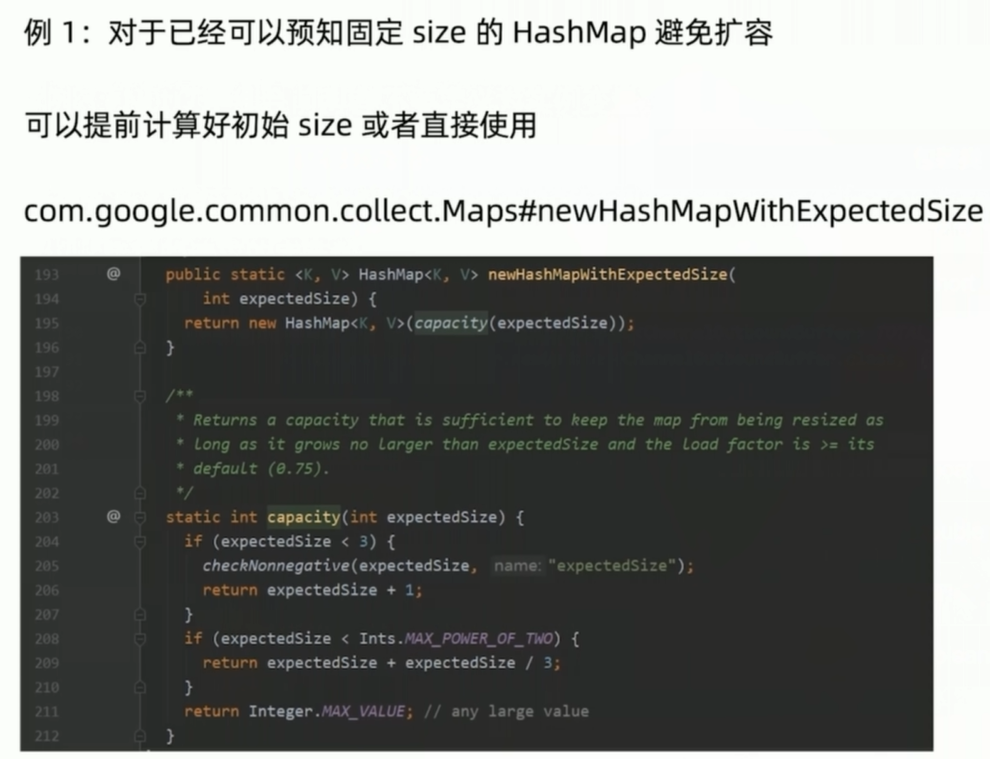 例 1：对于已经可以预知固定 size 的 HashMap 避免扩容
可以提前计算好初始 size 或者直接使用
com.google.common.collect.Maps#newHashMapWithExpectedSize
193 @ public static <K, V> HashMap<K, V> newHashMapWithExpectedSize(
194 int expectedSize) {
195 return new HashMap<K, V>(capacity(expectedSize));
196 }
197
198 /**
199 * Returns a capacity that is sufficient to keep the map from being resized as
200 * long as it grows no larger than expectedSize and the load factor is >= its
201 * default (0.75).
202 */
203 @ static int capacity(int expectedSize) {
204 if (expectedSize < 3) {
205 checkNonnegative(expectedSize, name: "expectedSize");
206 return expectedSize + 1;
207 }
208 if (expectedSize < Ints.MAX_POWER_OF_TWO) {
209 return expectedSize + expectedSize / 3;
210 }
211 return Integer.MAX_VALUE; // any large value
212 }